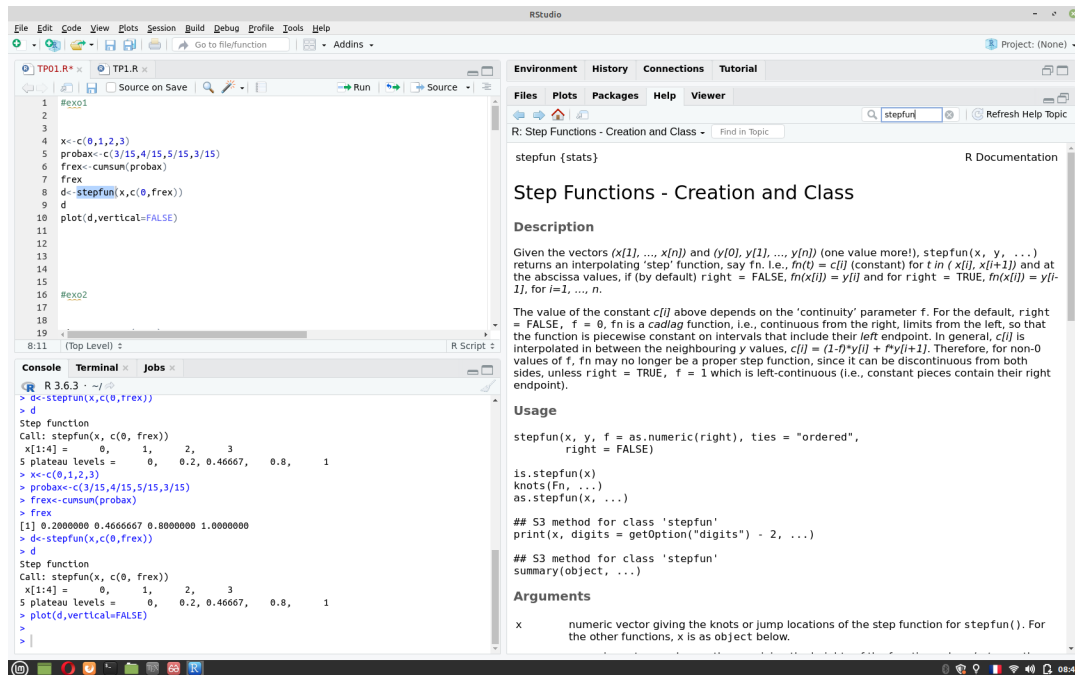 RStudio
File Edit Code View Plots Session Build Debug Profile Tools Help
Go to file/function Addins Project: (None)
TP01.R* TP1.R
Source on Save Run Source
1 #exo1
2
3
4 x<-c(0,1,2,3)
5 probax<-c(3/15,4/15,5/15,3/15)
6 frex<-cumsum(probax)
7 frex
8 d<-stepfun(x,c(0,frex))
9 d
10 plot(d,vertical=FALSE)
11
12
13
14
15
16 #exo2
17
18
19
8:11 (Top Level) R Script
Console Terminal Jobs
R 3.6.3 · ~/
> d<-stepfun(x,c(0,frex))
> d
Step function
Call: stepfun(x, c(0, frex))
x[1:4] = 0, 1, 2, 3
5 plateau levels = 0, 0.2, 0.46667, 0.8, 1
> x<-c(0,1,2,3)
> probax<-c(3/15,4/15,5/15,3/15)
> frex<-cumsum(probax)
> frex
[1] 0.2000000 0.4666667 0.8000000 1.0000000
> d<-stepfun(x,c(0,frex))
> d
Step function
Call: stepfun(x, c(0, frex))
x[1:4] = 0, 1, 2, 3
5 plateau levels = 0, 0.2, 0.46667, 0.8, 1
> plot(d,vertical=FALSE)
>
>
Environment History Connections Tutorial
Files Plots Packages Help Viewer
stepfun Refresh Help Topic
R: Step Functions - Creation and Class Find in Topic
stepfun {stats} R Documentation
Step Functions - Creation and Class
Description
Given the vectors (x[1], ..., x[n]) and (y[0], y[1], ..., y[n]) (one value more!), stepfun(x, y, ...)
returns an interpolating ‘step’ function, say fn. I.e., fn(t) = c[i] (constant) for t in ( x[i], x[i+1]) and at
the abscissa values, if (by default) right = FALSE, fn(x[i]) = y[i] and for right = TRUE, fn(x[i]) = y[i-
1], for i=1, ..., n.
The value of the constant c[i] above depends on the ‘continuity’ parameter f. For the default, right
= FALSE, f = 0, fn is a cadlag function, i.e., continuous from the right, limits from the left, so that
the function is piecewise constant on intervals that include their left endpoint. In general, c[i] is
interpolated in between the neighbouring y values, c[i] = (1-f)*y[i] + f*y[i+1]. Therefore, for non-0
values of f, fn may no longer be a proper step function, since it can be discontinuous from both
sides, unless right = TRUE, f = 1 which is left-continuous (i.e., constant pieces contain their right
endpoint).
Usage
stepfun(x, y, f = as.numeric(right), ties = "ordered",
right = FALSE)
is.stepfun(x)
knots(Fn, ...)
as.stepfun(x, ...)
## S3 method for class 'stepfun'
print(x, digits = getOption("digits") - 2, ...)
## S3 method for class 'stepfun'
summary(object, ...)
Arguments
x numeric vector giving the knots or jump locations of the step function for stepfun(). For
the other functions, x is as object below.